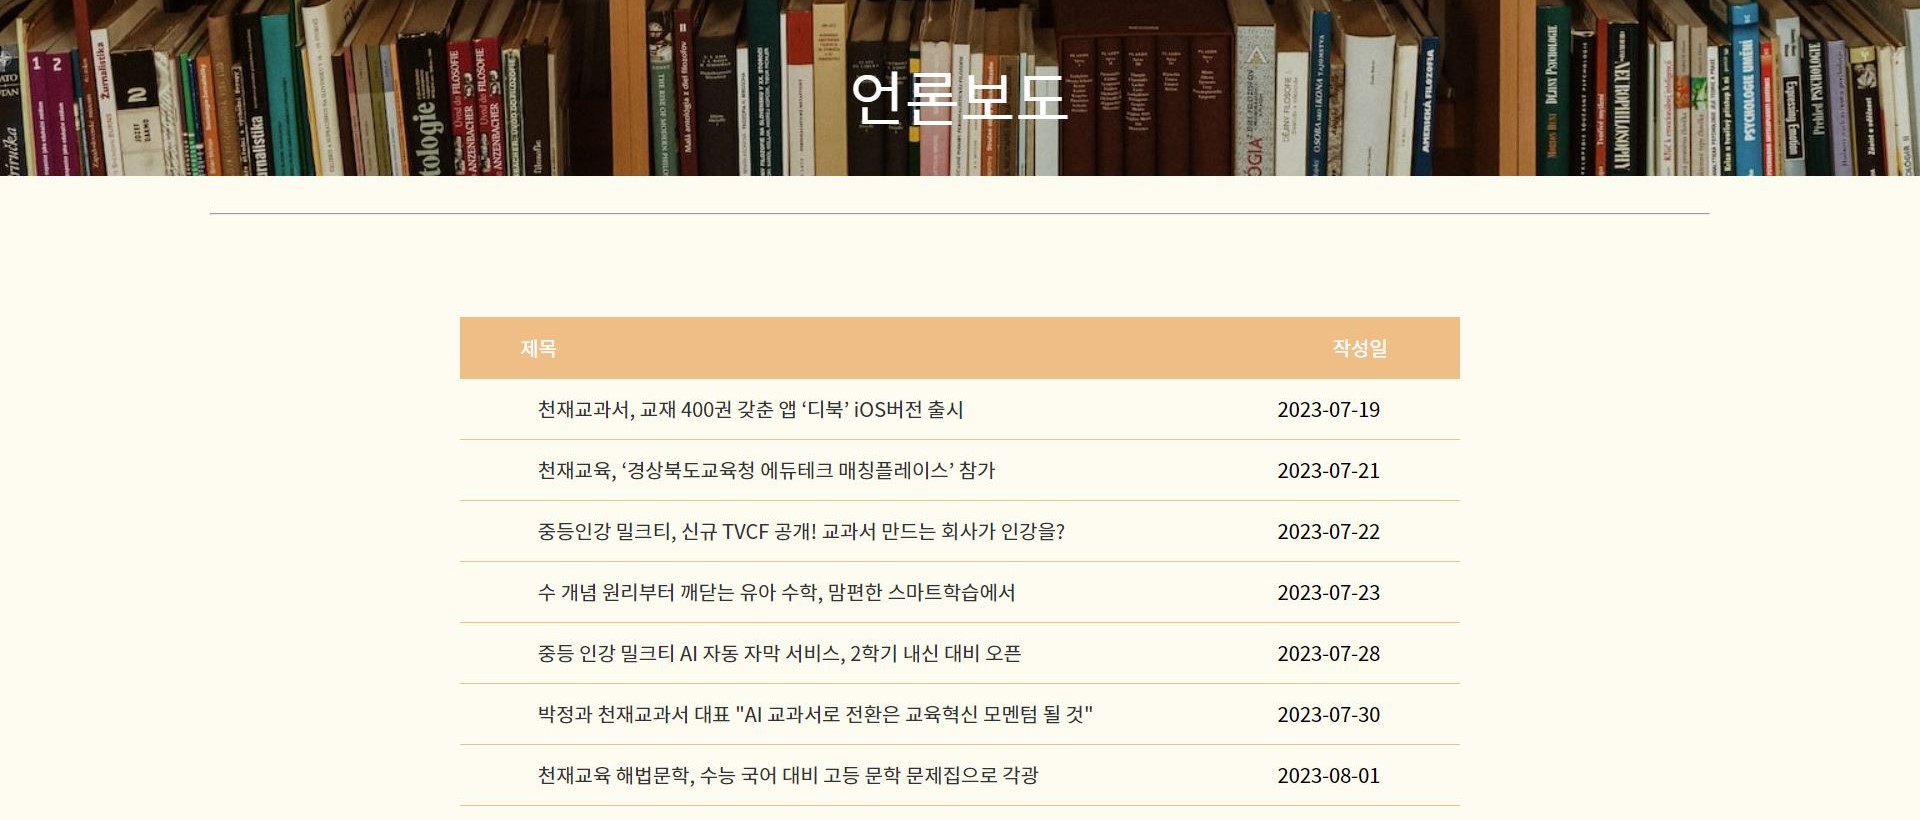 언론보도
제목 작성일
천재교과서, 교재 400권 갖춘 앱 ‘디북’ iOS버전 출시 2023-07-19
천재교육, ‘경상북도교육청 에듀테크 매칭플레이스’ 참가 2023-07-21
중등인강 밀크티, 신규 TVCF 공개! 교과서 만드는 회사가 인강을? 2023-07-22
수 개념 원리부터 깨닫는 유아 수학, 맘편한 스마트학습에서 2023-07-23
중등 인강 밀크티 AI 자동 자막 서비스, 2학기 내신 대비 오픈 2023-07-28
박정과 천재교과서 대표 "AI 교과서로 전환은 교육혁신 모멘텀 될 것" 2023-07-30
천재교육 해법문학, 수능 국어 대비 고등 문학 문제집으로 각광 2023-08-01